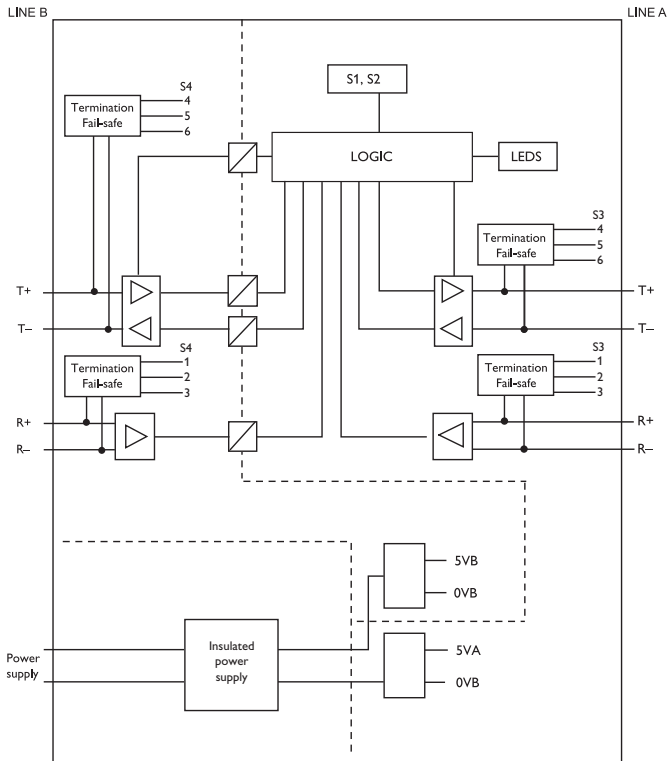 LINE B
LINE A
S4
4
5
6
Termination
Fail-safe
S1, S2
LOGIC
LEDS
S3
4
5
6
Termination
Fail-safe
T+
T–
T+
T–
S4
1
2
3
Termination
Fail-safe
S3
1
2
3
Termination
Fail-safe
R+
R–
R+
R–
5VB
0VB
Power
supply
Insulated
power
supply
5VA
0VB